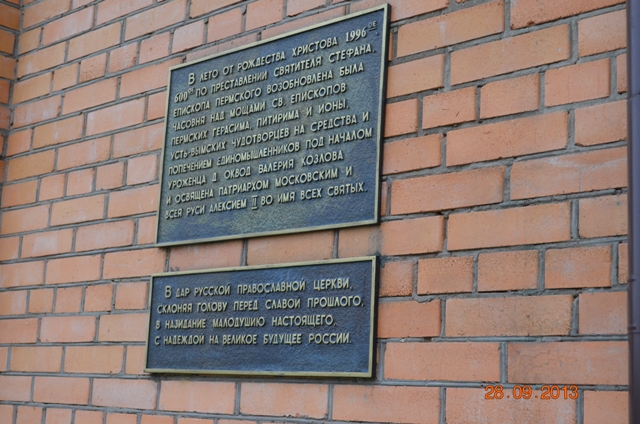 В ЛЕТО ОТ РОЖДЕСТВА ХРИСТОВА 1996ОЕ
600ОЕ ПО ПРЕСТАВЛЕНИИ СВЯТИТЕЛЯ СТЕФАНА,
ЕПИСКОПА ПЕРМСКОГО ВОЗОБНОВЛЕНА БЫЛА
ЧАСОВНЯ НАД МОЩАМИ СВ. ЕПИСКОПОВ
ПЕРМСКИХ ГЕРАСИМА, ПИТИРИМА И ИОНЫ,
УСТЬ-ВЫМСКИХ ЧУДОТВОРЦЕВ НА СРЕДСТВА И
ПОПЕЧЕНИЕМ ЕДИНОМЫШЛЕННИКОВ ПОД НАЧАЛОМ
УРОЖЕНЦА Д. ОКВОД ВАЛЕРИЯ КОЗЛОВА
И ОСВЯЩЕНА ПАТРИАРХОМ МОСКОВСКИМ И
ВСЕЯ РУСИ АЛЕКСИЕМ II ВО ИМЯ ВСЕХ СВЯТЫХ.
В ДАР РУССКОЙ ПРАВОСЛАВНОЙ ЦЕРКВИ,
СКЛОНЯЯ ГОЛОВУ ПЕРЕД СЛАВОЙ ПРОШЛОГО,
В НАЗИДАНИЕ МАЛОДУШИЮ НАСТОЯЩЕГО,
С НАДЕЖДОЙ НА ВЕЛИКОЕ БУДУЩЕЕ РОССИИ.
28.09.2013